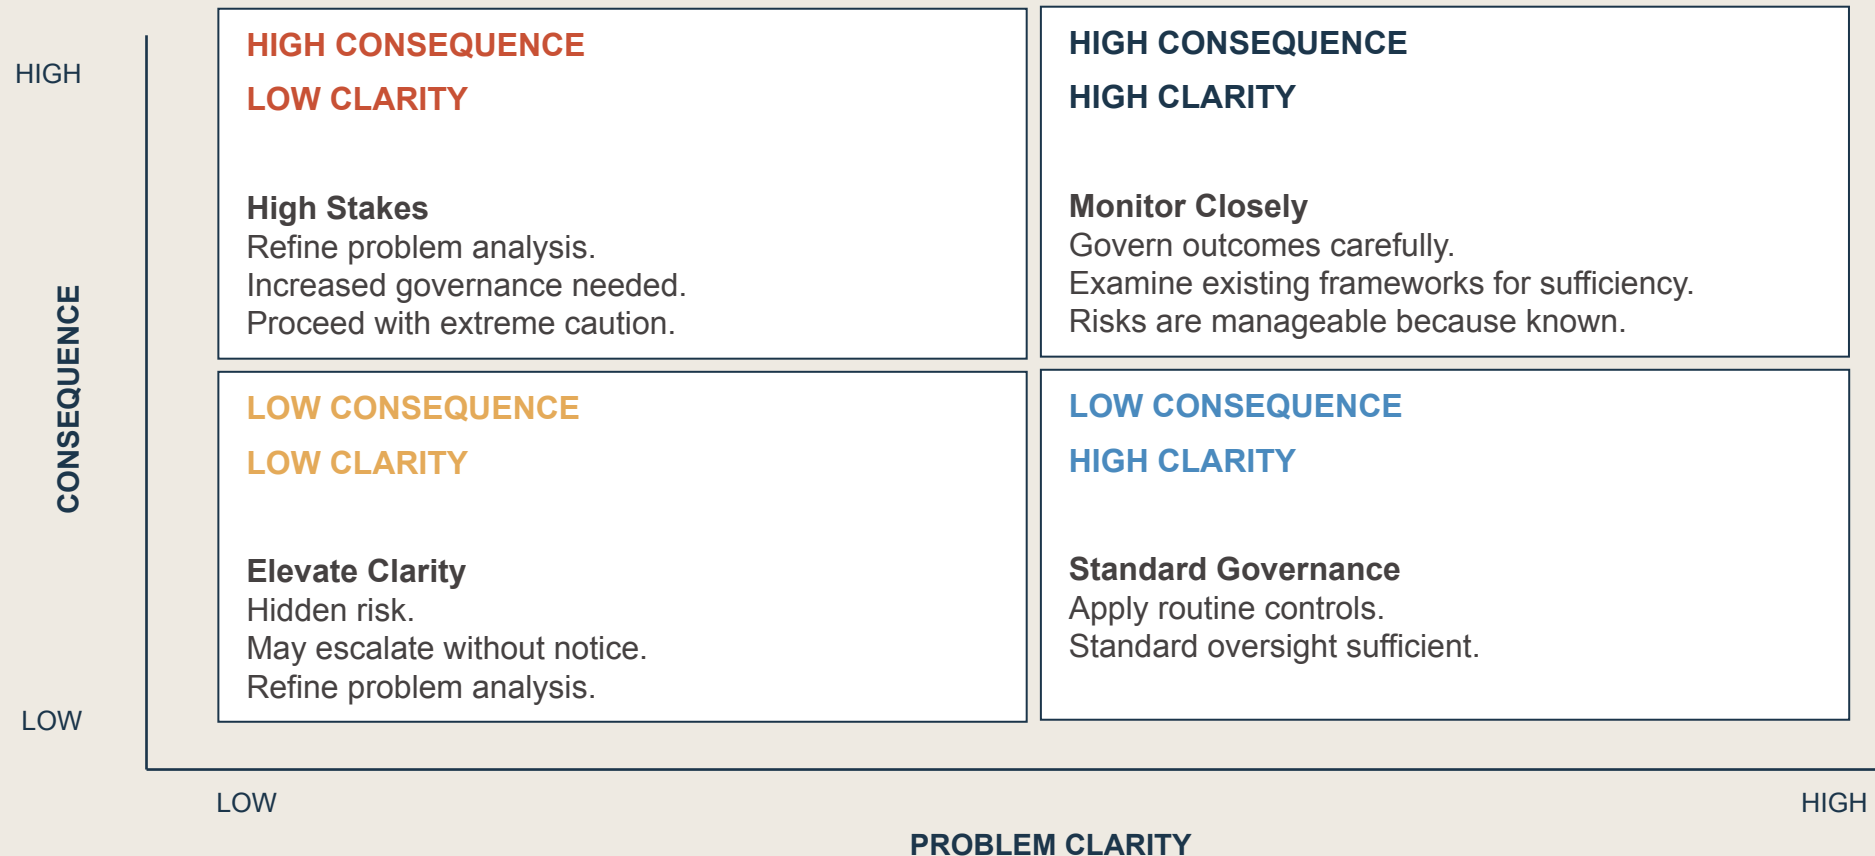 HIGH
CONSEQUENCE
LOW
HIGH CONSEQUENCE
LOW CLARITY
High Stakes
Refine problem analysis.
Increased governance needed.
Proceed with extreme caution.
HIGH CONSEQUENCE
HIGH CLARITY
Monitor Closely
Govern outcomes carefully.
Examine existing frameworks for sufficiency.
Risks are manageable because known.
LOW CONSEQUENCE
LOW CLARITY
Elevate Clarity
Hidden risk.
May escalate without notice.
Refine problem analysis.
LOW CONSEQUENCE
HIGH CLARITY
Standard Governance
Apply routine controls.
Standard oversight sufficient.
LOW
HIGH
PROBLEM CLARITY